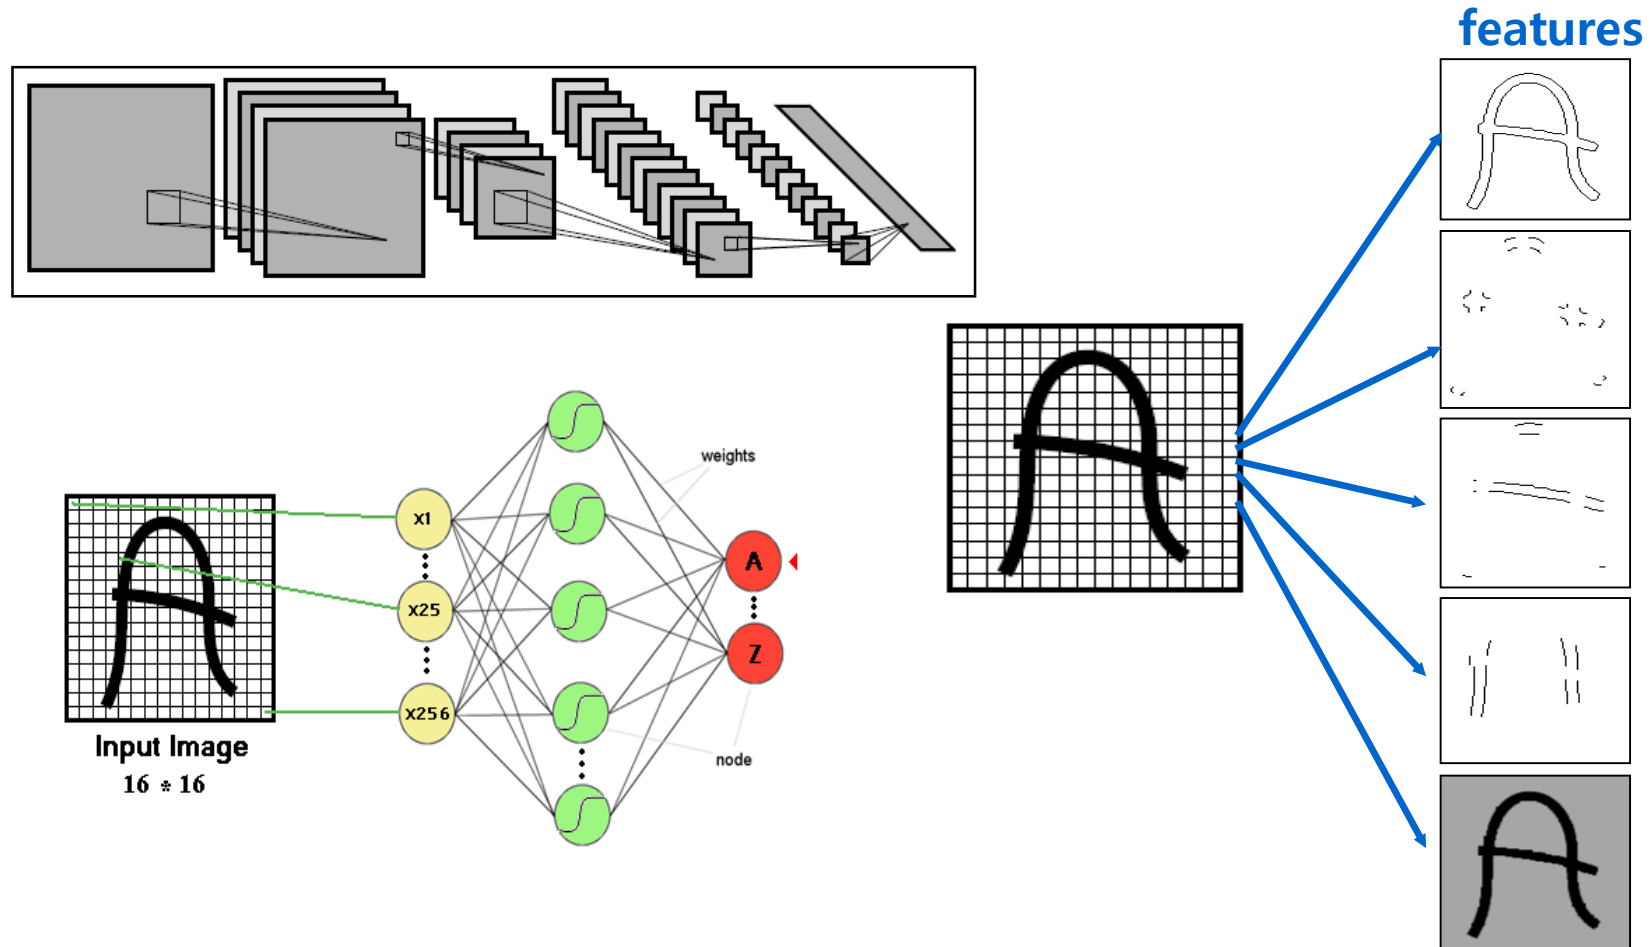 features
weights
x1
x25
x256
A
Z
node
Input Image
16 * 16